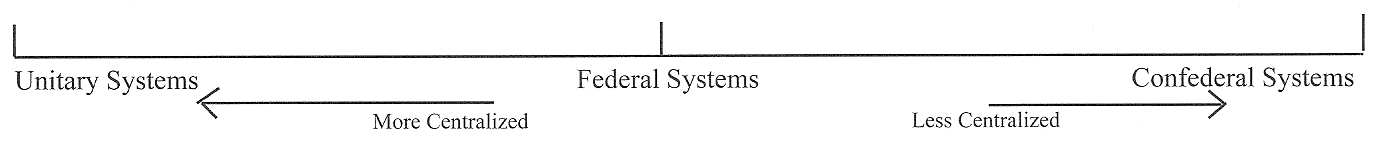 Unitary Systems Federal Systems Confederal Systems
More Centralized Less Centralized